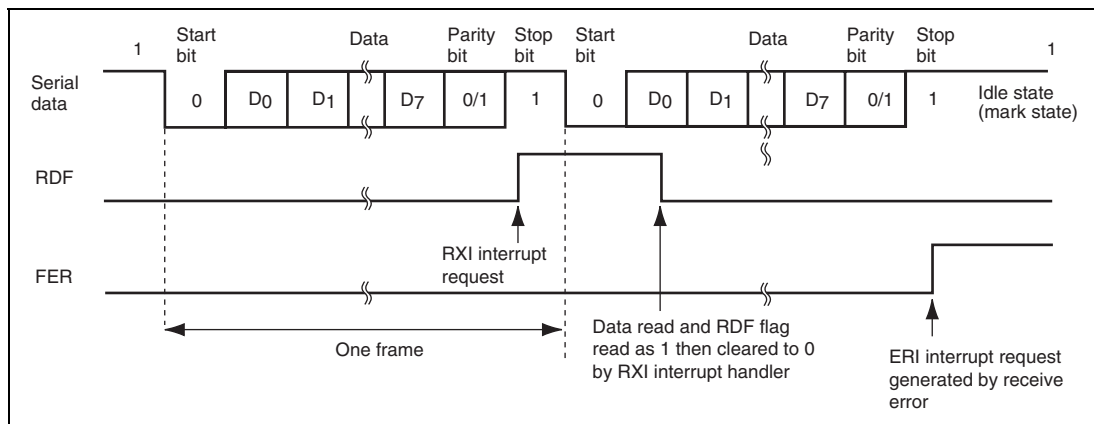 1 Start bit Data Parity bit Stop bit Start bit Data Parity bit Stop bit 1
Serial data 0 D0 D1 D7 0/1 1 0 D0 D1 D7 0/1 1 Idle state (mark state)
RDF
RXI interrupt
request
FER
Data read and RDF flag
read as 1 then cleared to 0
by RXI interrupt handler
One frame
ERI interrupt request
generated by receive
error